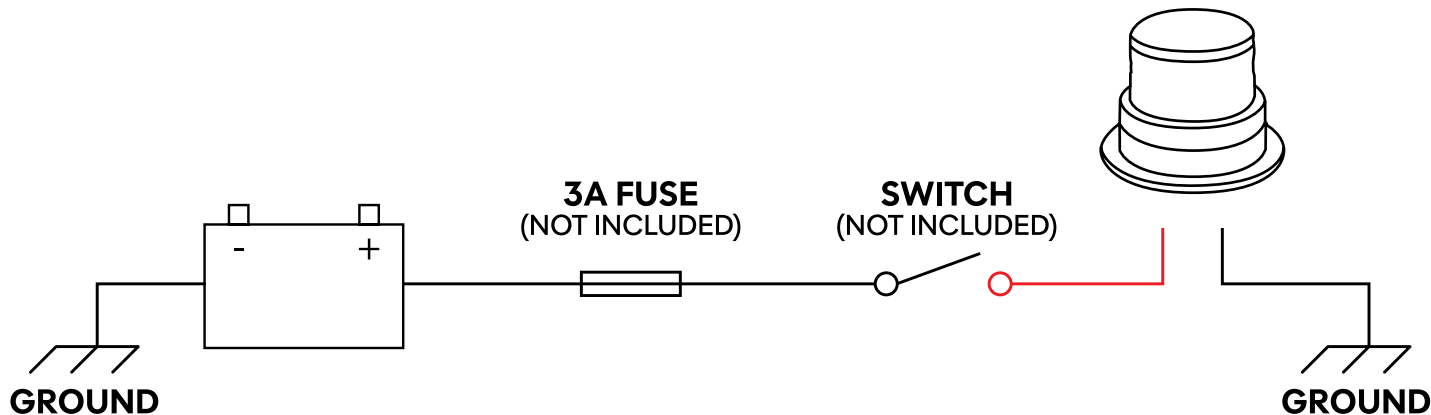 3A FUSE
(NOT INCLUDED)
SWITCH
(NOT INCLUDED)
- +
GROUND
GROUND